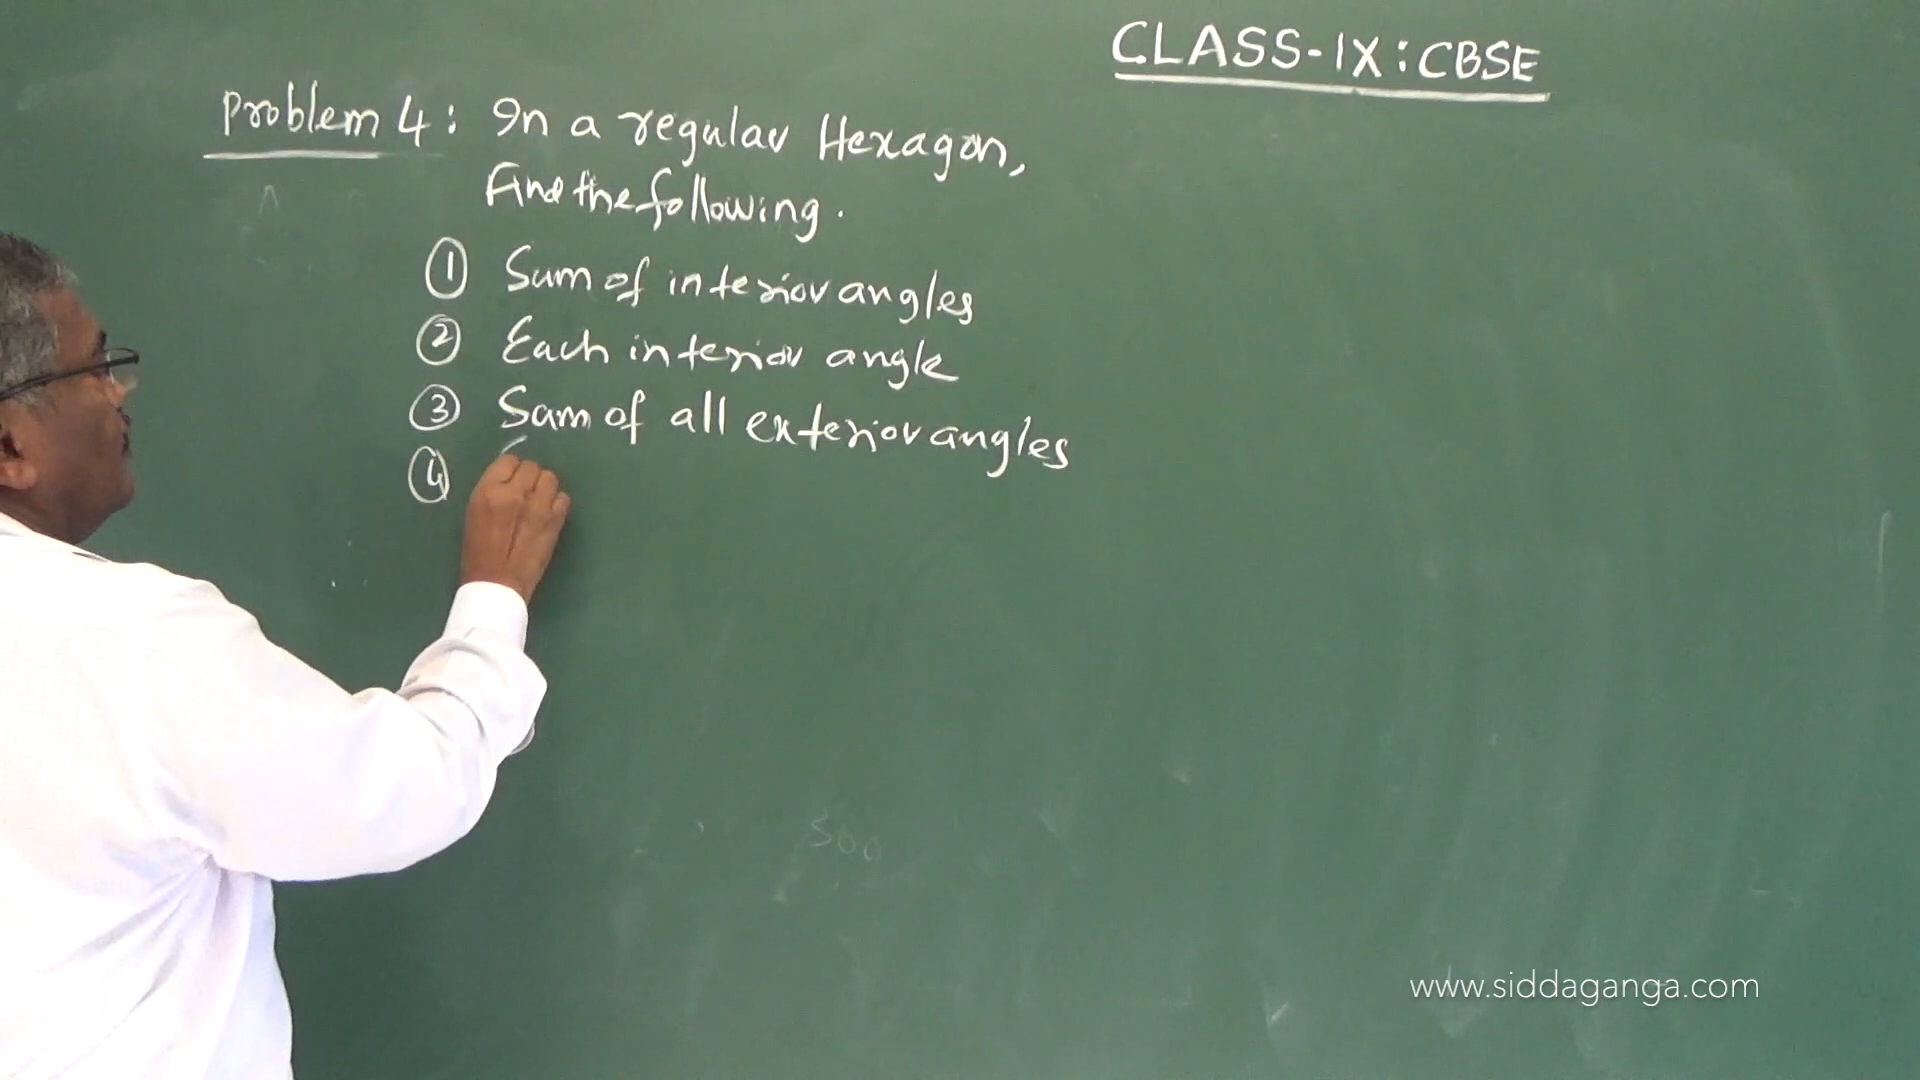 CLASS-IX: CBSE
Problem 4: In a regular Hexagon,
Find the following.
① Sum of interior angles
② Each interior angle
③ Sum of all exterior angles
④
300
www.siddaganga.com